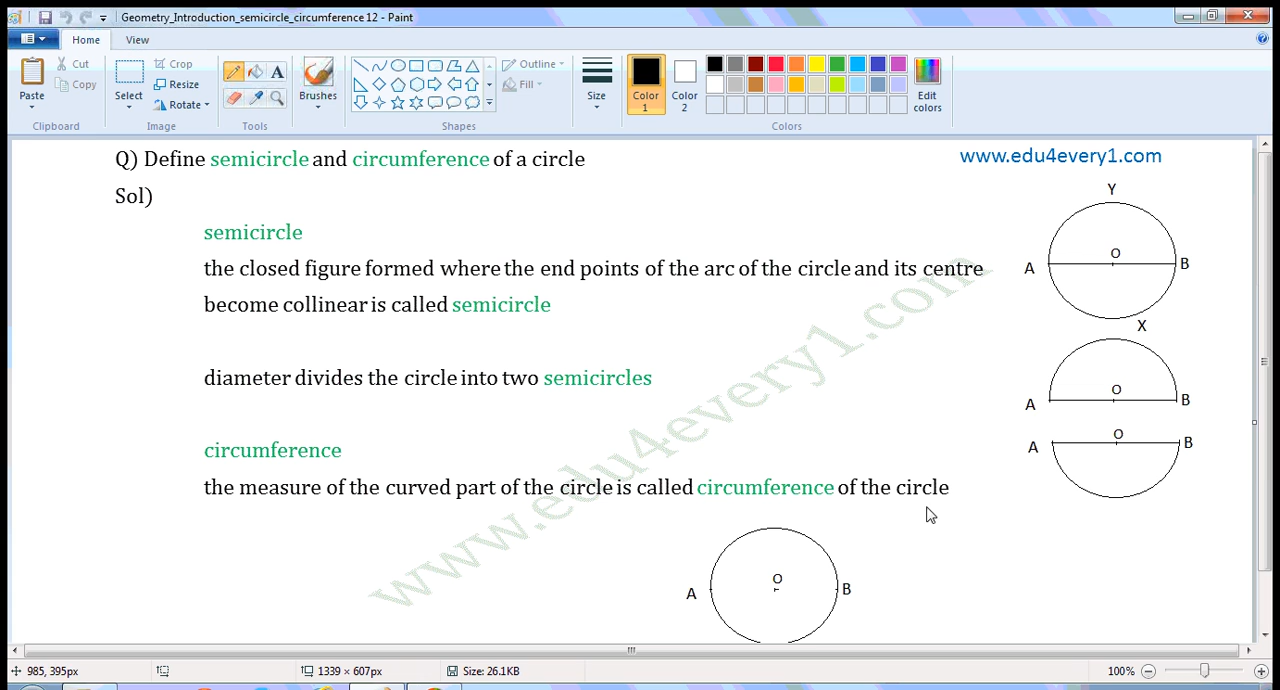 Geometry_Introduction_semicircle_circumference 12 - Paint
Home View
Paste
Cut
Copy
Clipboard
Select
Crop
Resize
Rotate
Image
A
Tools
Brushes
Shapes
Outline
Fill
Size
Color 1
Color 2
Edit colors
Colors
Q) Define semicircle and circumference of a circle
www.edu4every1.com
Sol)
semicircle
the closed figure formed where the end points of the arc of the circle and its centre
become collinear is called semicircle
diameter divides the circle into two semicircles
circumference
the measure of the curved part of the circle is called circumference of the circle
Y
O
A B
X
O
A B
O
A B
O
A B
www.edu4every1.com
985, 395px
1339 × 607px
Size: 26.1KB
100%